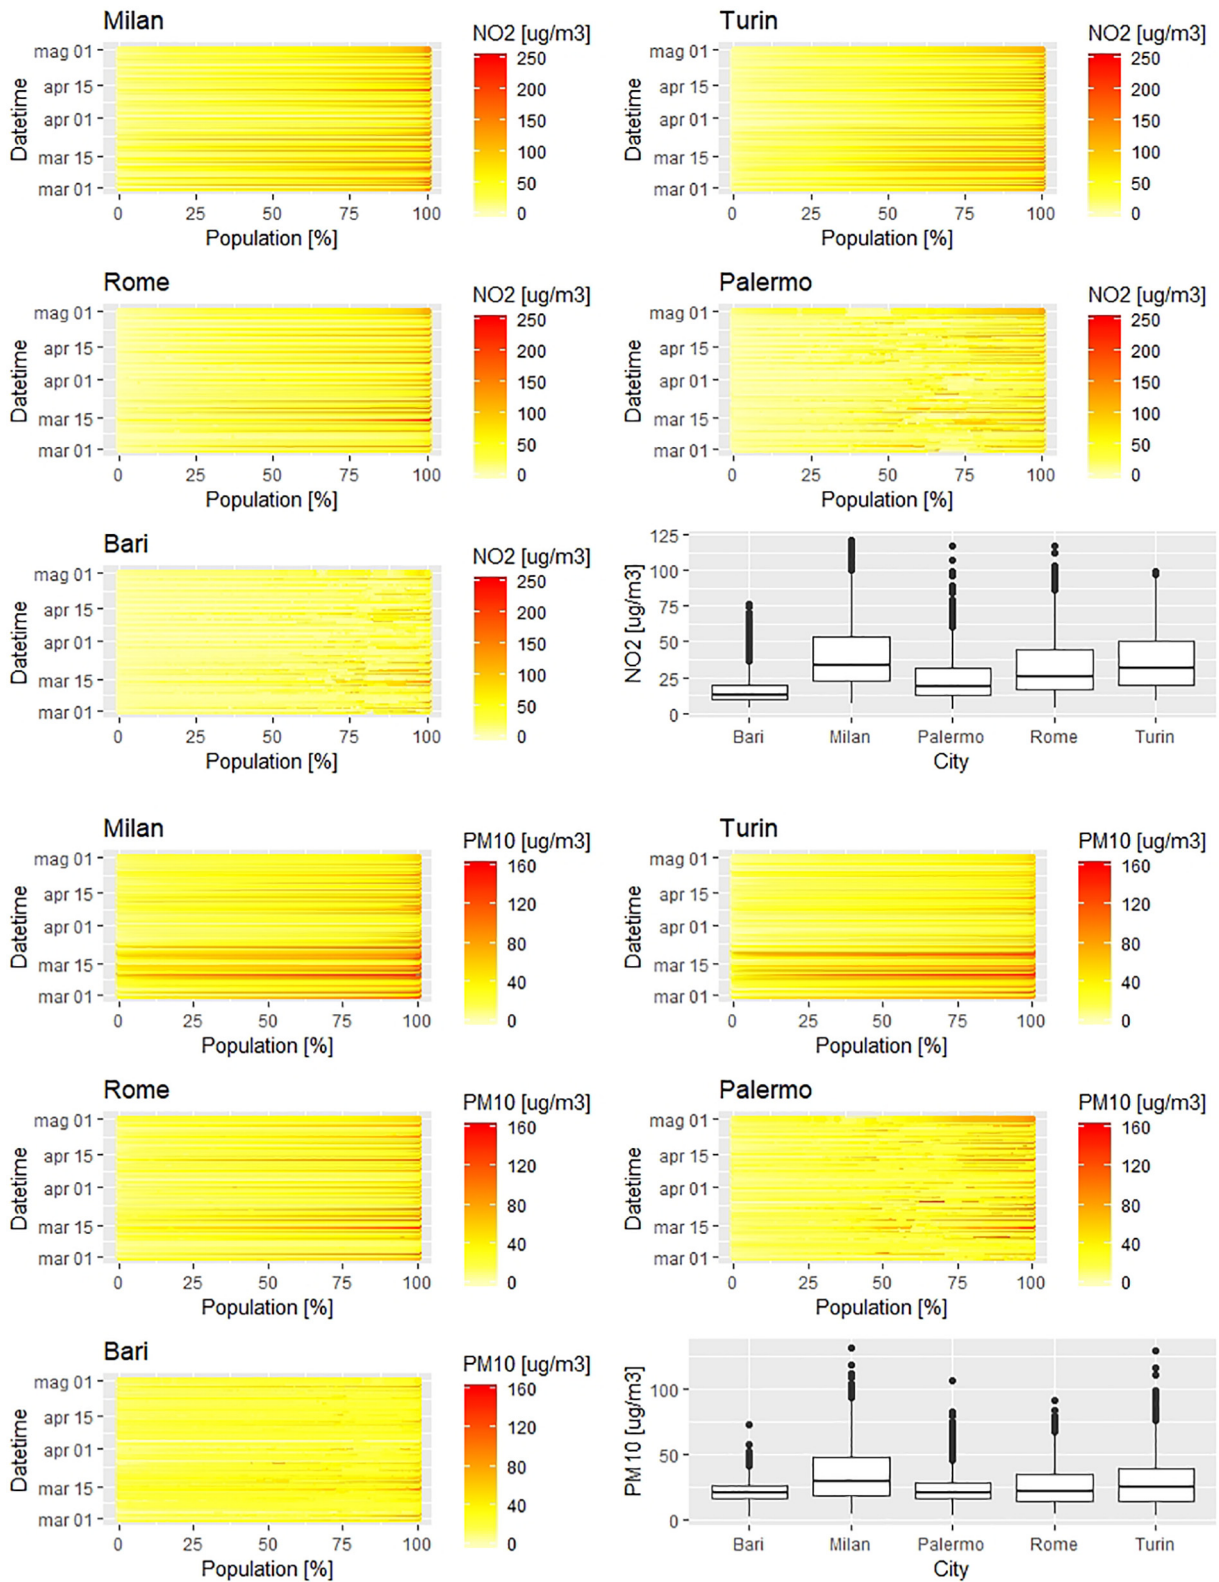 Milan
NO2 [ug/m3]
250
200
150
100
50
0
Datetime
mag 01
apr 15
apr 01
mar 15
mar 01
0 25 50 75 100
Population [%]
Turin
NO2 [ug/m3]
250
200
150
100
50
0
Datetime
mag 01
apr 15
apr 01
mar 15
mar 01
0 25 50 75 100
Population [%]
Rome
NO2 [ug/m3]
250
200
150
100
50
0
Datetime
mag 01
apr 15
apr 01
mar 15
mar 01
0 25 50 75 100
Population [%]
Palermo
NO2 [ug/m3]
250
200
150
100
50
0
Datetime
mag 01
apr 15
apr 01
mar 15
mar 01
0 25 50 75 100
Population [%]
Bari
NO2 [ug/m3]
250
200
150
100
50
0
Datetime
mag 01
apr 15
apr 01
mar 15
mar 01
0 25 50 75 100
Population [%]
NO2 [ug/m3]
125
100
75
50
25
0
Bari Milan Palermo Rome Turin
City
Milan
PM10 [ug/m3]
160
120
80
40
0
Datetime
mag 01
apr 15
apr 01
mar 15
mar 01
0 25 50 75 100
Population [%]
Turin
PM10 [ug/m3]
160
120
80
40
0
Datetime
mag 01
apr 15
apr 01
mar 15
mar 01
0 25 50 75 100
Population [%]
Rome
PM10 [ug/m3]
160
120
80
40
0
Datetime
mag 01
apr 15
apr 01
mar 15
mar 01
0 25 50 75 100
Population [%]
Palermo
PM10 [ug/m3]
160
120
80
40
0
Datetime
mag 01
apr 15
apr 01
mar 15
mar 01
0 25 50 75 100
Population [%]
Bari
PM10 [ug/m3]
160
120
80
40
0
Datetime
mag 01
apr 15
apr 01
mar 15
mar 01
0 25 50 75 100
Population [%]
PM10 [ug/m3]
100
50
0
Bari Milan Palermo Rome Turin
City